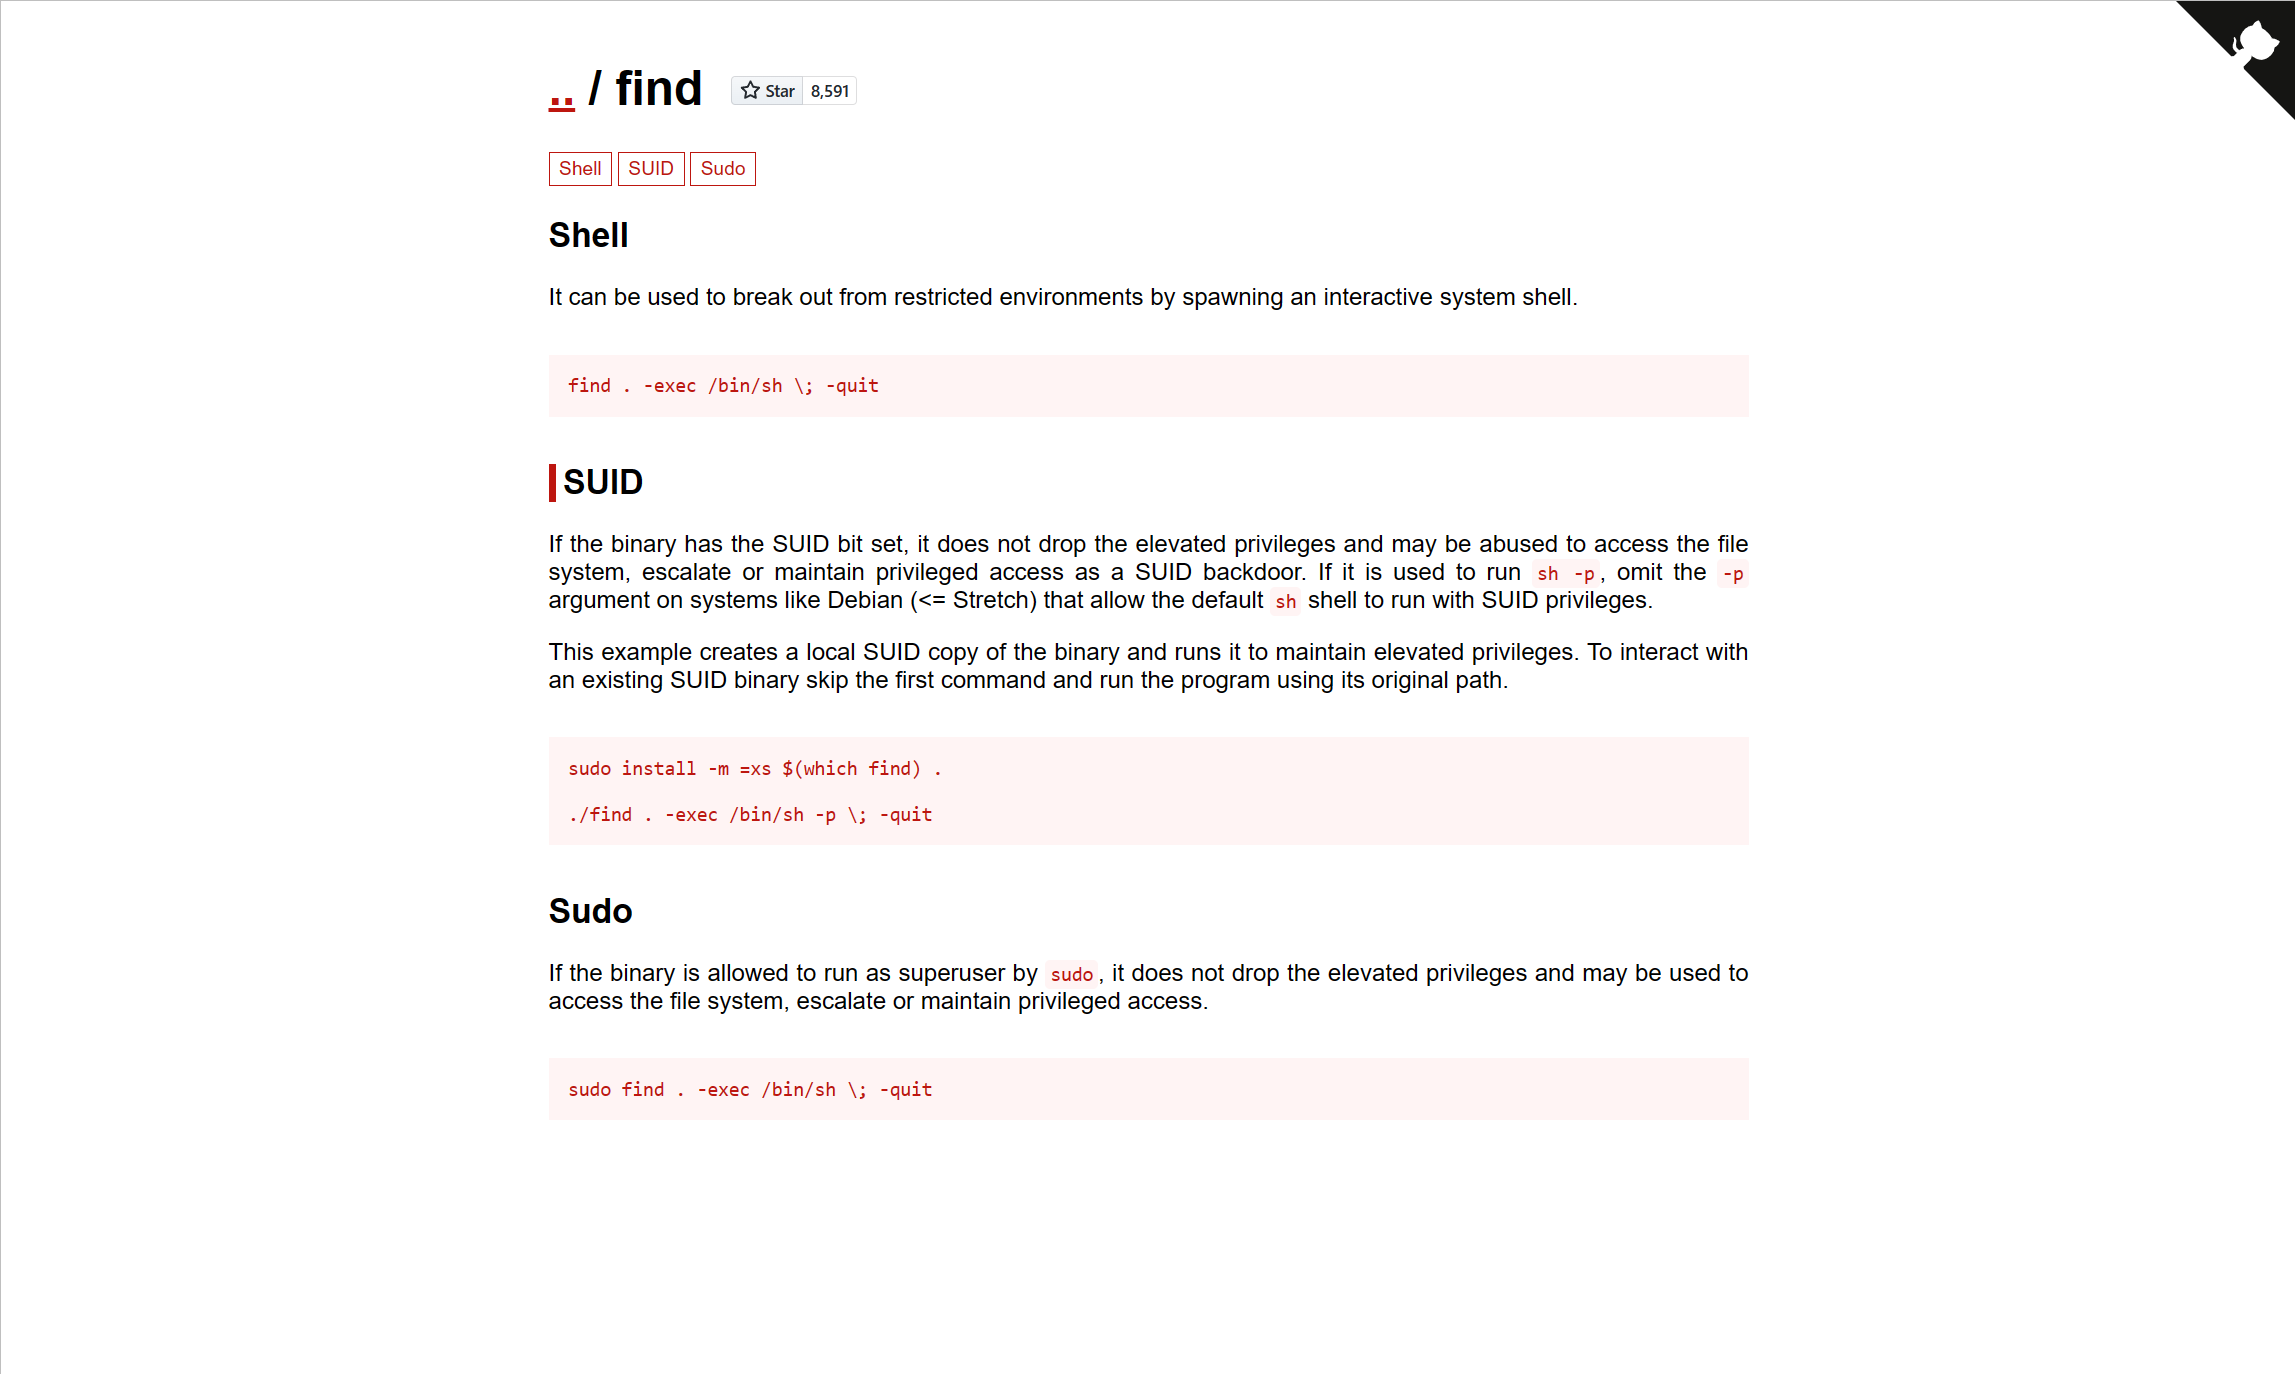 .. / find Star 8,591
Shell SUID Sudo
Shell
It can be used to break out from restricted environments by spawning an interactive system shell.
find . -exec /bin/sh \; -quit
SUID
If the binary has the SUID bit set, it does not drop the elevated privileges and may be abused to access the file
system, escalate or maintain privileged access as a SUID backdoor. If it is used to run sh -p, omit the -p
argument on systems like Debian (<= Stretch) that allow the default sh shell to run with SUID privileges.
This example creates a local SUID copy of the binary and runs it to maintain elevated privileges. To interact with
an existing SUID binary skip the first command and run the program using its original path.
sudo install -m =xs $(which find) .
./find . -exec /bin/sh -p \; -quit
Sudo
If the binary is allowed to run as superuser by sudo, it does not drop the elevated privileges and may be used to
access the file system, escalate or maintain privileged access.
sudo find . -exec /bin/sh \; -quit